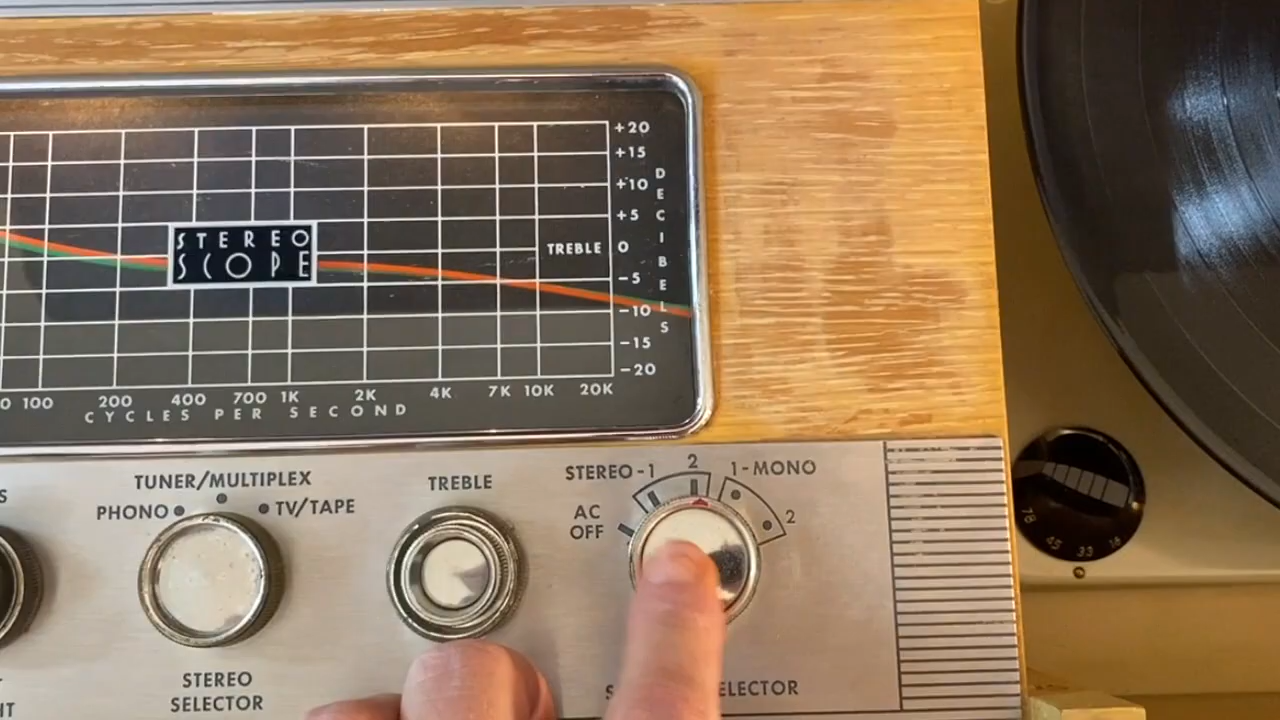 +20
+15
+10
+5
TREBLE 0
-5
-10
-15
-20
DECIBELS
STEREO
SCOPE
100 200 400 700 1K 2K 4K 7K 10K 20K
CYCLES PER SECOND
TUNER/MULTIPLEX
PHONO TV/TAPE
STEREO
SELECTOR
TREBLE
STEREO-1 2 1-MONO
AC
OFF
2
78 45 33 16